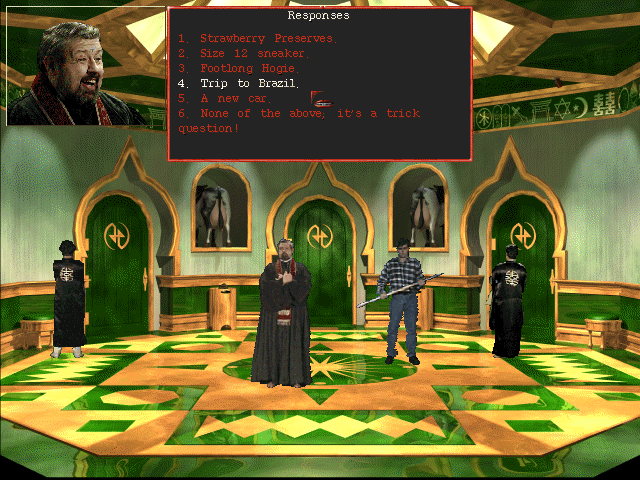 Responses
1. Strawberry Preserves.
2. Size 12 sneaker.
3. Footlong Hogie.
4. Trip to Brazil.
5. A new car.
6. None of the above, it's a trick
question!